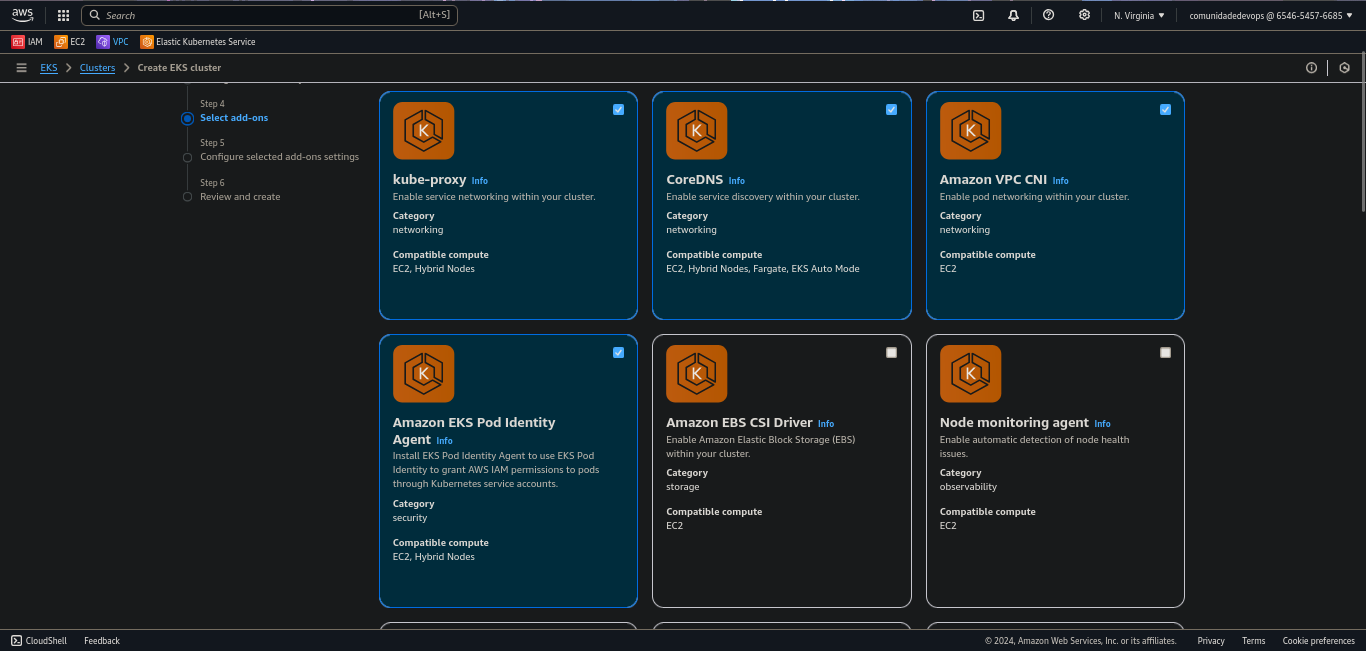 aws
Search [Alt+S]
N. Virginia ▼
comunidadedevops @ 6546-5457-6685 ▼
IAM EC2 VPC Elastic Kubernetes Service
EKS > Clusters > Create EKS cluster
Step 4
Select add-ons
Step 5
Configure selected add-ons settings
Step 6
Review and create
kube-proxy Info
Enable service networking within your cluster.
Category
networking
Compatible compute
EC2, Hybrid Nodes
CoreDNS Info
Enable service discovery within your cluster.
Category
networking
Compatible compute
EC2, Hybrid Nodes, Fargate, EKS Auto Mode
Amazon VPC CNI Info
Enable pod networking within your cluster.
Category
networking
Compatible compute
EC2
Amazon EKS Pod Identity
Agent Info
Install EKS Pod Identity Agent to use EKS Pod
Identity to grant AWS IAM permissions to pods
through Kubernetes service accounts.
Category
security
Compatible compute
EC2, Hybrid Nodes
Amazon EBS CSI Driver Info
Enable Amazon Elastic Block Storage (EBS)
within your cluster.
Category
storage
Compatible compute
EC2
Node monitoring agent Info
Enable automatic detection of node health
issues.
Category
observability
Compatible compute
EC2
CloudShell Feedback
© 2024, Amazon Web Services, Inc. or its affiliates. Privacy Terms Cookie preferences